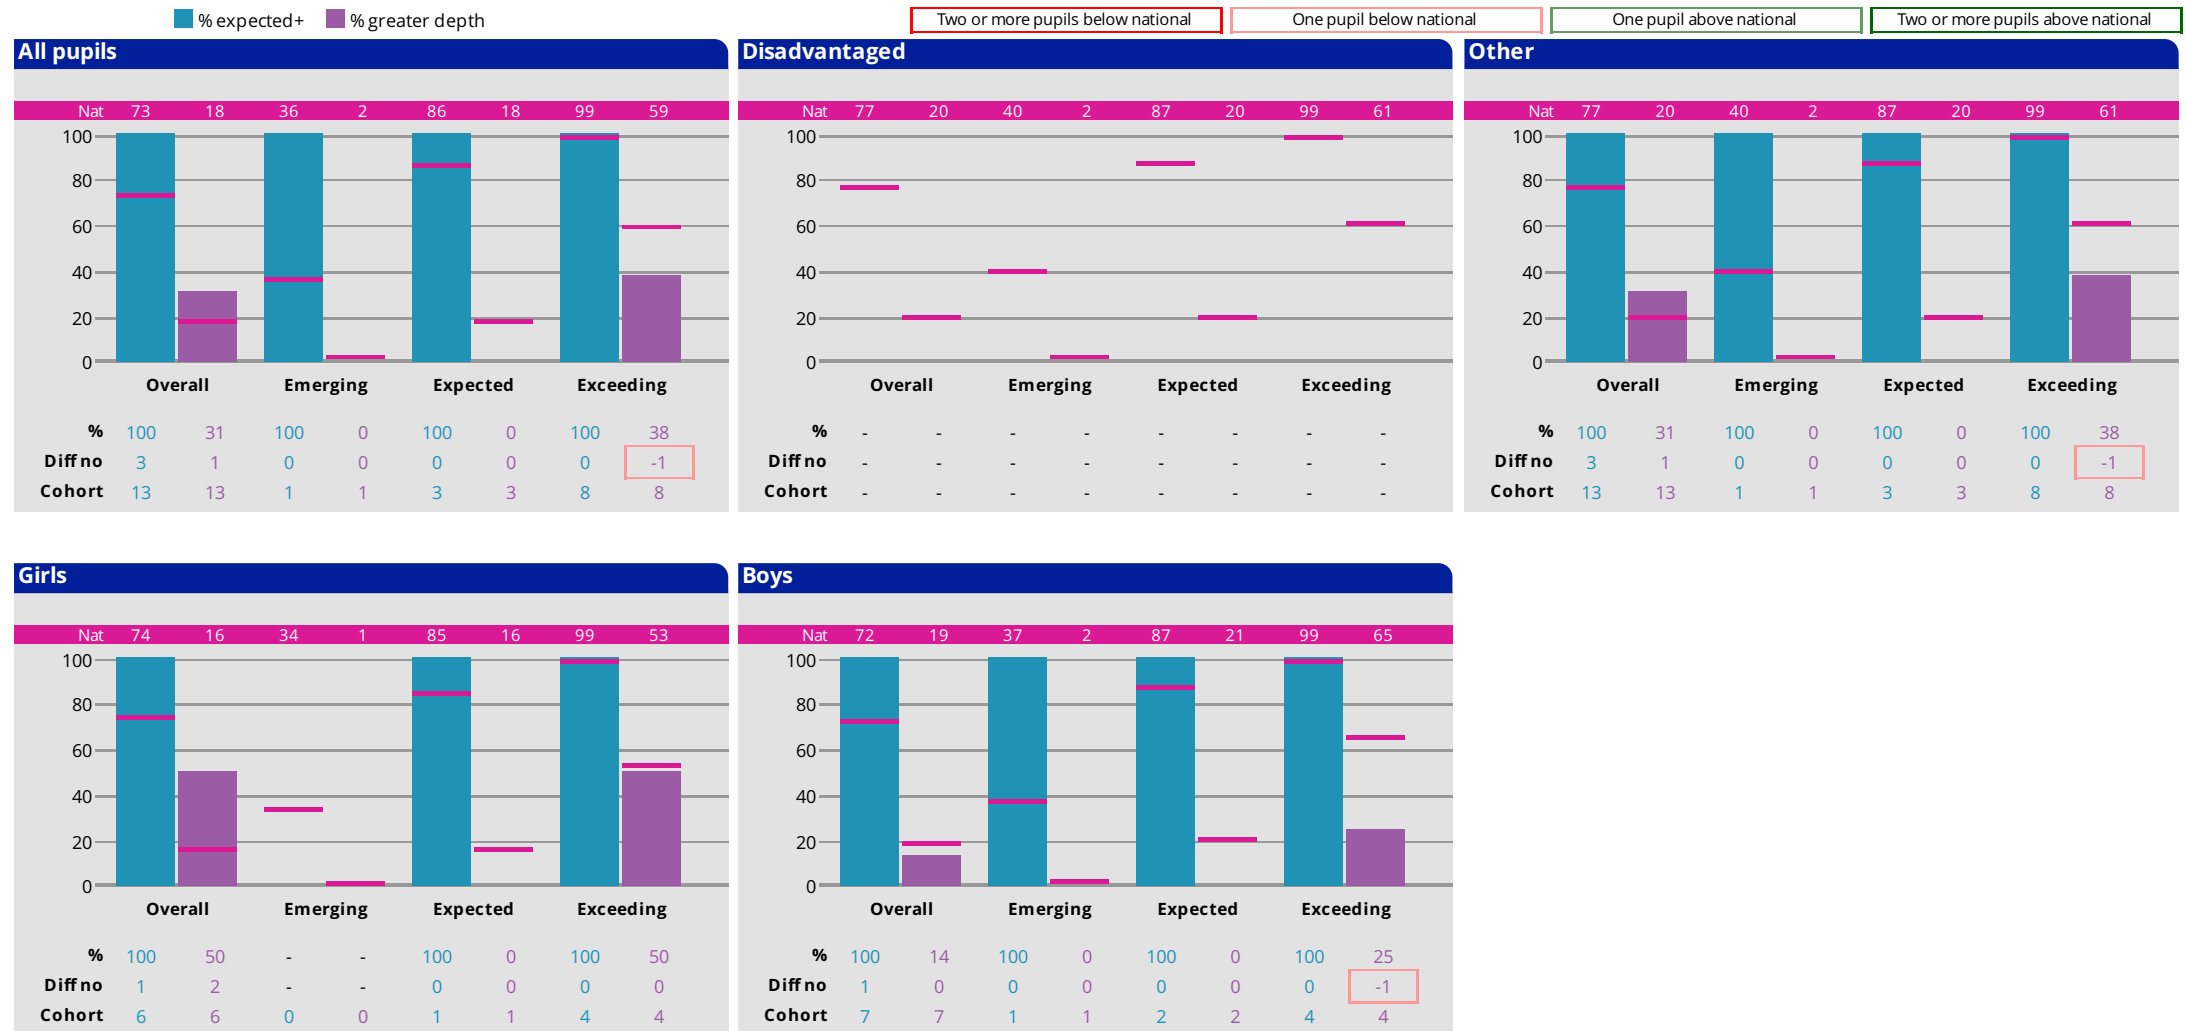 % expected+ % greater depth Two or more pupils below national One pupil below national One pupil above national Two or more pupils above national
All pupils
Nat 73 18 36 2 86 18 99 59
100
80
60
40
20
0
Overall Emerging Expected Exceeding
% 100 31 100 0 100 0 100 38
Diff no 3 1 0 0 0 0 0 -1
Cohort 13 13 1 1 3 3 8 8
Disadvantaged
Nat 77 20 40 2 87 20 99 61
100
80
60
40
20
0
Overall Emerging Expected Exceeding
% - - - - - - - -
Diff no - - - - - - - -
Cohort - - - - - - - -
Other
Nat 77 20 40 2 87 20 99 61
100
80
60
40
20
0
Overall Emerging Expected Exceeding
% 100 31 100 0 100 0 100 38
Diff no 3 1 0 0 0 0 0 -1
Cohort 13 13 1 1 3 3 8 8
Girls
Nat 74 16 34 1 85 16 99 53
100
80
60
40
20
0
Overall Emerging Expected Exceeding
% 100 50 - - 100 0 100 50
Diff no 1 2 - - 0 0 0 0
Cohort 6 6 0 0 1 1 4 4
Boys
Nat 72 19 37 2 87 21 99 65
100
80
60
40
20
0
Overall Emerging Expected Exceeding
% 100 14 100 0 100 0 100 25
Diff no 1 0 0 0 0 0 0 -1
Cohort 7 7 1 1 2 2 4 4